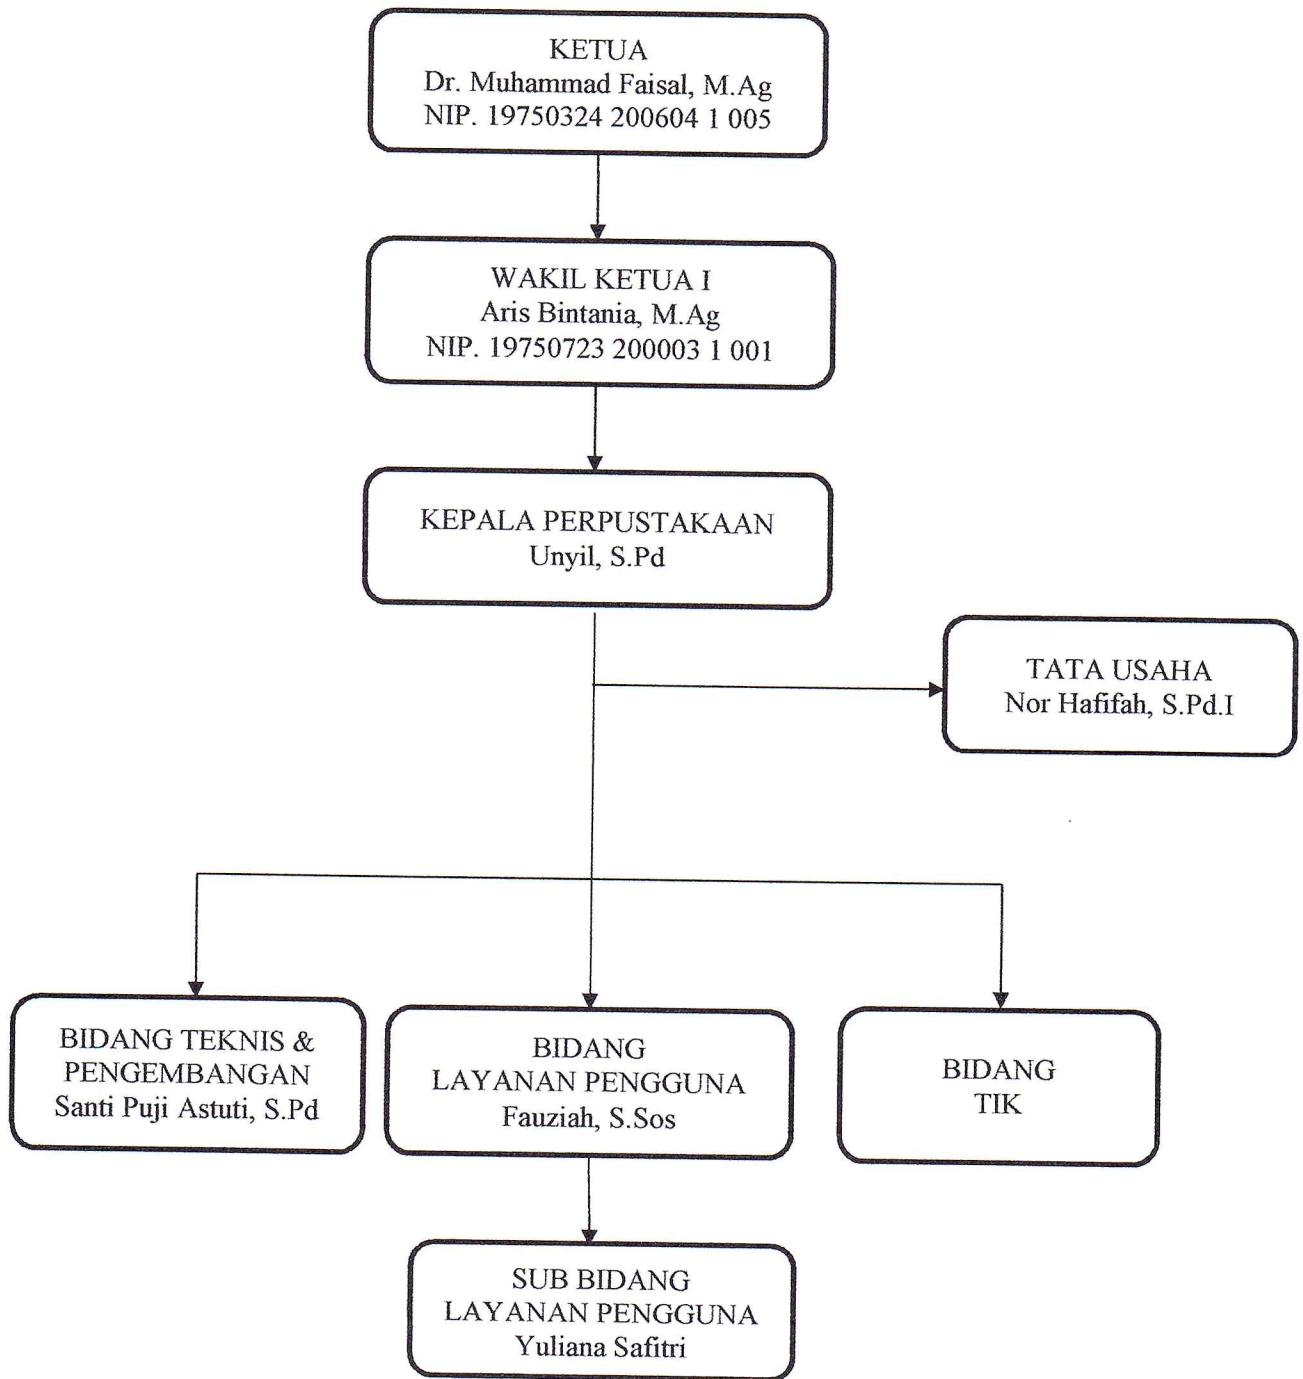 KETUA
Dr. Muhammad Faisal, M.Ag
NIP. 19750324 200604 1 005
WAKIL KETUA I
Aris Bintania, M.Ag
NIP. 19750723 200003 1 001
KEPALA PERPUSTAKAAN
Unyil, S.Pd
TATA USAHA
Nor Hafifah, S.Pd.I
BIDANG TEKNIS &
PENGEMBANGAN
Santi Puji Astuti, S.Pd
BIDANG
LAYANAN PENGGUNA
Fauziah, S.Sos
BIDANG
TIK
SUB BIDANG
LAYANAN PENGGUNA
Yuliana Safitri